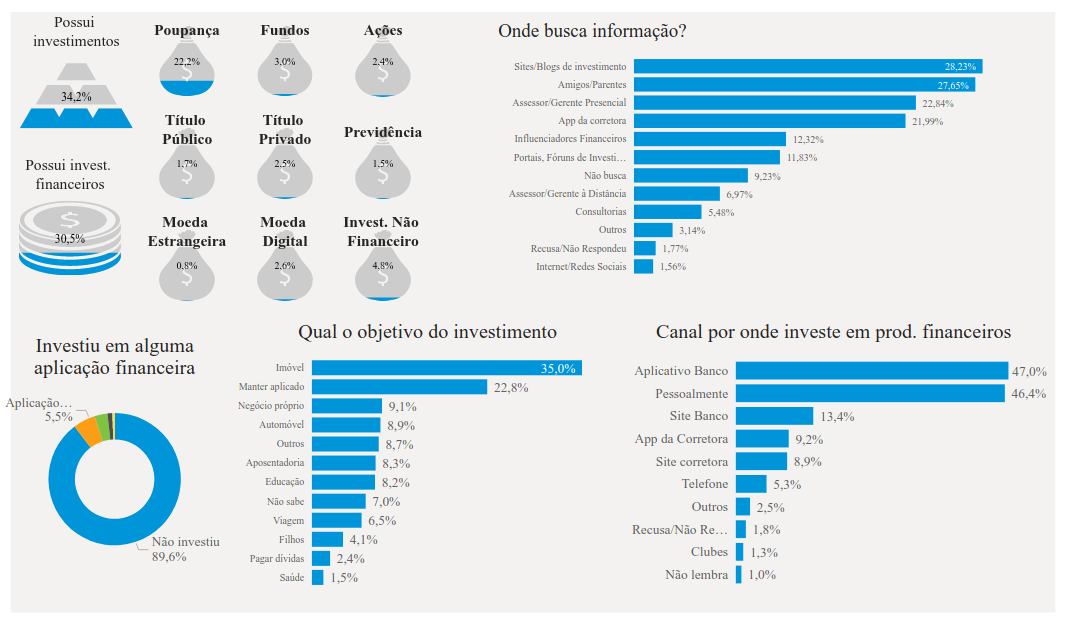 Possui
investimentos
34,2%
Possui invest.
financeiros
30,5%
Poupança
22,2%
Fundos
3,0%
Ações
2,4%
Título
Público
1,7%
Título
Privado
2,5%
Previdência
1,5%
Moeda
Estrangeira
0,8%
Moeda
Digital
2,6%
Invest. Não
Financeiro
4,8%
Onde busca informação?
Sites/Blogs de investimento 28,23%
Amigos/Parentes 27,65%
Assessor/Gerente Presencial 22,84%
App da corretora 21,99%
Influenciadores Financeiros 12,32%
Portais, Fóruns de Investi… 11,83%
Não busca 9,23%
Assessor/Gerente à Distância 6,97%
Consultorias 5,48%
Outros 3,14%
Recusa/Não Respondeu 1,77%
Internet/Redes Sociais 1,56%
Investiu em alguma
aplicação financeira
Aplicação…
5,5%
Não investiu
89,6%
Qual o objetivo do investimento
Imóvel 35,0%
Manter aplicado 22,8%
Negócio próprio 9,1%
Automóvel 8,9%
Outros 8,7%
Aposentadoria 8,3%
Educação 8,2%
Não sabe 7,0%
Viagem 6,5%
Filhos 4,1%
Pagar dívidas 2,4%
Saúde 1,5%
Canal por onde investe em prod. financeiros
Aplicativo Banco 47,0%
Pessoalmente 46,4%
Site Banco 13,4%
App da Corretora 9,2%
Site corretora 8,9%
Telefone 5,3%
Outros 2,5%
Recusa/Não Re… 1,8%
Clubes 1,3%
Não lembra 1,0%